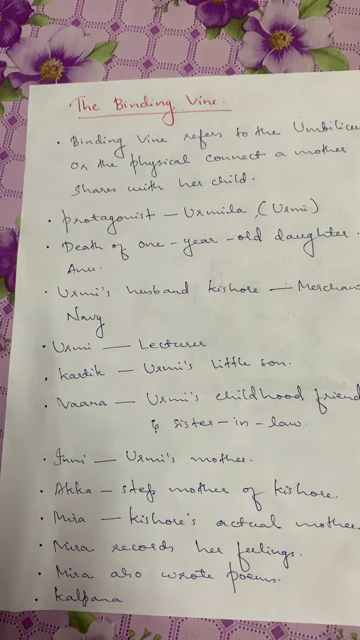 The Binding Vine.
• Binding Vine refers to the Umbilicus
Or the physical connect a mother
Shares with her child.
• protagonist — Urmila (Urmi)
• Death of one-year-old daughter.
Anu.
• Urmi's husband kishore — Merchan
Navy
• Urmi — Lecturer
• Kartik — Urmi's little son.
• Vaana — Urmi's childhood friend
& sister-in-law.
• Inni — Urmi's mother.
• Akka — step mother of kishore.
• Mira — kishore's actual mother
• Mira records her feelings.
• Mira also wrote poems.
• kalpana